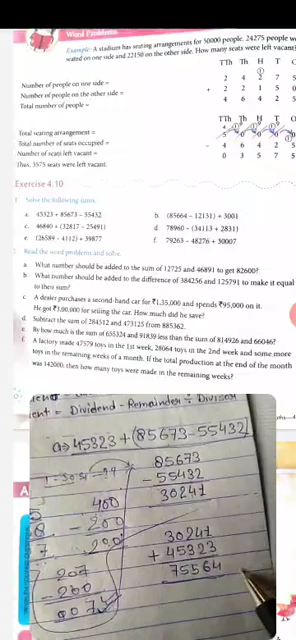 Word Problems
Example: A stadium has seating arrangements for 50000 people. 24275 people were
seated on one side and 22150 on the other side. How many seats were left vacant?
TTh Th H T O
Number of people on one side = 2 4 2 7 5
Number of people on the other side = + 2 2 1 5 0
Total number of people = 4 6 4 2 5
TTh Th H T O
Total seating arrangement = 5 0 0 0 0
Total number of seats occupied = - 4 6 4 2 5
Number of seats left vacant = 0 3 5 7 5
Thus, 3575 seats were left vacant.
Exercise 4.10
1 Solve the following sums.
a. 45323 + 85673 - 55432
b. (85664 - 12131) + 3001
c. 46840 + (32817 - 25491)
d. 78960 - (34113 + 2831)
e. (126589 - 4112) + 39877
f. 79263 - 48276 + 30007
2 Read the word problems and solve.
a. What number should be added to the sum of 12725 and 46891 to get 82600?
b. What number should be added to the difference of 384256 and 125791 to make it equal
to their sum?
c. A dealer purchases a second-hand car for ₹1,35,000 and spends ₹95,000 on it.
He got ₹3,00,000 for selling the car. How much did he save?
d. Subtract the sum of 284312 and 473125 from 885362.
e. By how much is the sum of 655324 and 91839 less than the sum of 814926 and 66046?
f. A factory made 47579 toys in the 1st week, 28064 toys in the 2nd week and some more
toys in the remaining weeks of a month. If the total production at the end of the month
was 142000, then how many toys were made in the remaining weeks?
Dividend - Remainder ÷ Divisor
a) 45323 + (85673 - 55432)
85673
- 55432
30241
400
- 200
200
30241
+ 45323
75564
207
- 200
007